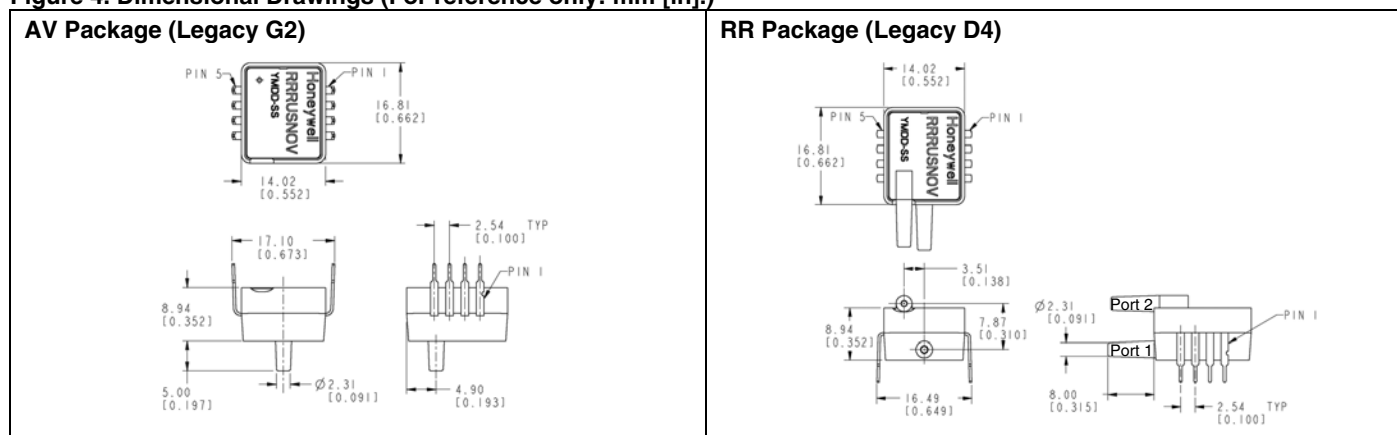 Figure 4. Dimensional Drawings (For reference only: mm [in].)
AV Package (Legacy G2)
PIN 5
PIN 1
Honeywell
RRRUSNOV
YMDD-SS
16.81
[0.662]
14.02
[0.552]
17.10
[0.673]
2.54 TYP
[0.100]
PIN 1
8.94
[0.352]
5.00
[0.197]
Ø2.31
[0.091]
4.90
[0.193]
RR Package (Legacy D4)
14.02
[0.552]
PIN 5
PIN 1
Honeywell
RRRUSNOV
YMDD-SS
16.81
[0.662]
3.51
[0.138]
Ø2.31
[0.091]
Port 2
7.87
[0.310]
PIN 1
8.94
[0.352]
Port 1
16.49
[0.649]
8.00
[0.315]
2.54 TYP
[0.100]